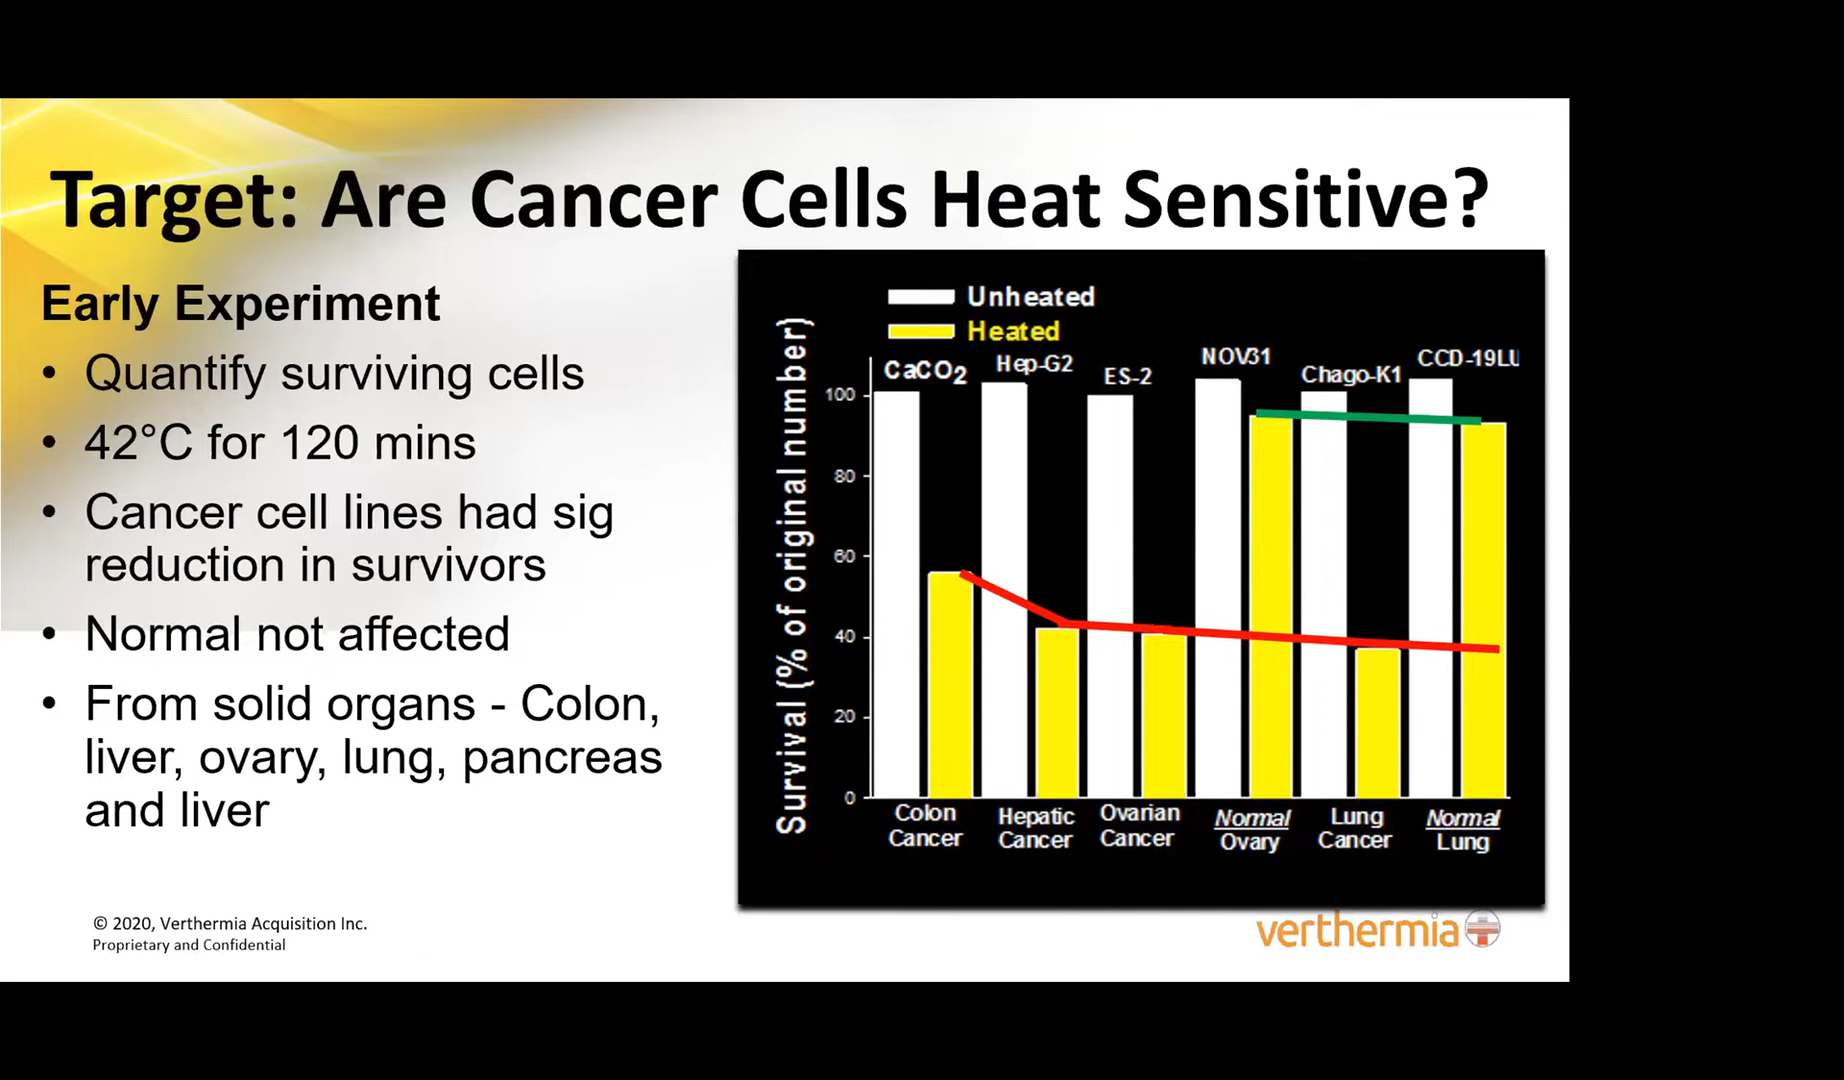 Target: Are Cancer Cells Heat Sensitive?
Early Experiment
• Quantify surviving cells
• 42°C for 120 mins
• Cancer cell lines had sig
reduction in survivors
• Normal not affected
• From solid organs - Colon,
liver, ovary, lung, pancreas
and liver
Unheated
Heated
Survival (% of original number)
CaCO2
Hep-G2
ES-2
NOV31
Chago-K1
CCD-19LU
100
80
60
40
20
0
Colon
Cancer
Hepatic
Cancer
Ovarian
Cancer
Normal
Ovary
Lung
Cancer
Normal
Lung
© 2020, Verthermia Acquisition Inc.
Proprietary and Confidential
verthermia